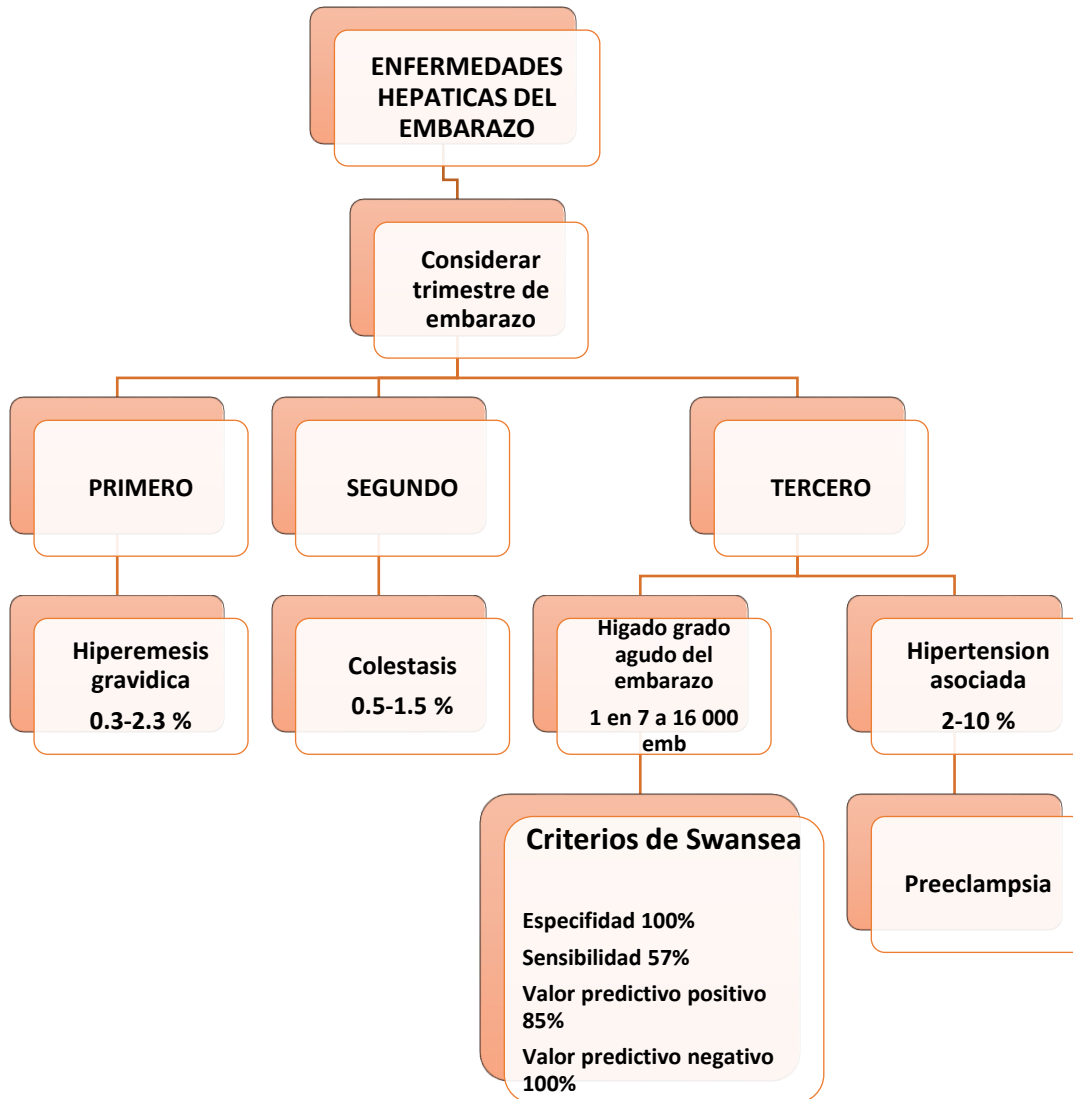 ENFERMEDADES
HEPATICAS DEL
EMBARAZO
Considerar
trimestre de
embarazo
PRIMERO
SEGUNDO
TERCERO
Hiperemesis
gravidica
0.3-2.3 %
Colestasis
0.5-1.5 %
Higado grado
agudo del
embarazo
1 en 7 a 16 000
emb
Hipertension
asociada
2-10 %
Criterios de Swansea
Especifidad 100%
Sensibilidad 57%
Valor predictivo positivo
85%
Valor predictivo negativo
100%
Preeclampsia